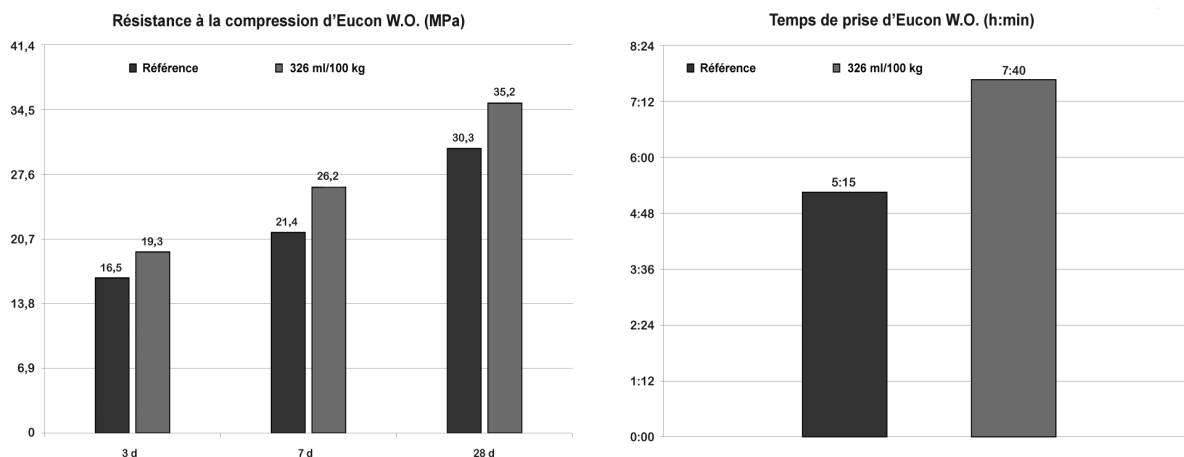 Résistance à la compression d'Eucon W.O. (MPa)
41,4
Référence
326 ml/100 kg
34,5
27,6
20,7
13,8
6,9
0
16,5
19,3
21,4
26,2
30,3
35,2
3 d
7 d
28 d
Temps de prise d'Eucon W.O. (h:min)
8:24
Référence
326 ml/100 kg
7:12
6:00
4:48
3:36
2:24
1:12
0:00
5:15
7:40